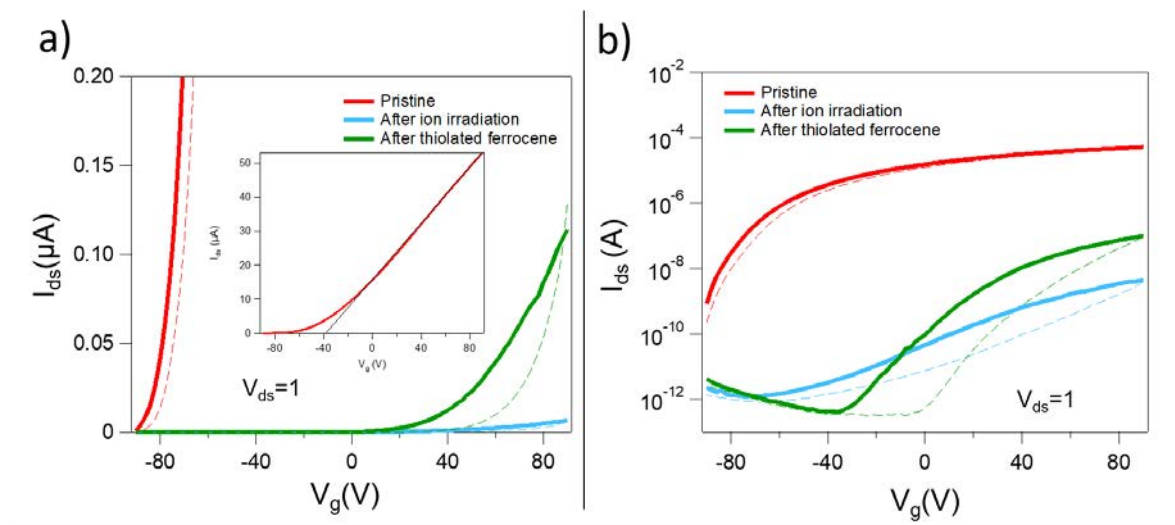 a)
0.20
0.15
0.10
0.05
0
Ids(µA)
Pristine
After ion irradiation
After thiolated ferrocene
50
40
30
20
10
0
Ids (µA)
-80 -40 0 40 80
Vg (V)
Vds=1
-80 -40 0 40 80
Vg(V)
b)
10-2
10-4
10-6
10-8
10-10
10-12
Ids (A)
Pristine
After ion irradiation
After thiolated ferrocene
Vds=1
-80 -40 0 40 80
Vg(V)